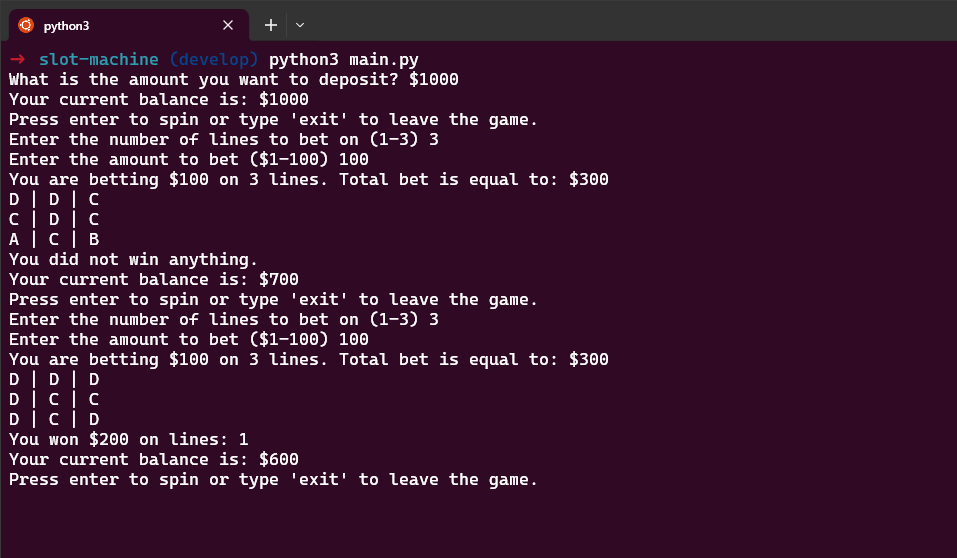 python3
→ slot-machine (develop) python3 main.py
What is the amount you want to deposit? $1000
Your current balance is: $1000
Press enter to spin or type 'exit' to leave the game.
Enter the number of lines to bet on (1-3) 3
Enter the amount to bet ($1-100) 100
You are betting $100 on 3 lines. Total bet is equal to: $300
D | D | C
C | D | C
A | C | B
You did not win anything.
Your current balance is: $700
Press enter to spin or type 'exit' to leave the game.
Enter the number of lines to bet on (1-3) 3
Enter the amount to bet ($1-100) 100
You are betting $100 on 3 lines. Total bet is equal to: $300
D | D | D
D | C | C
D | C | D
You won $200 on lines: 1
Your current balance is: $600
Press enter to spin or type 'exit' to leave the game.